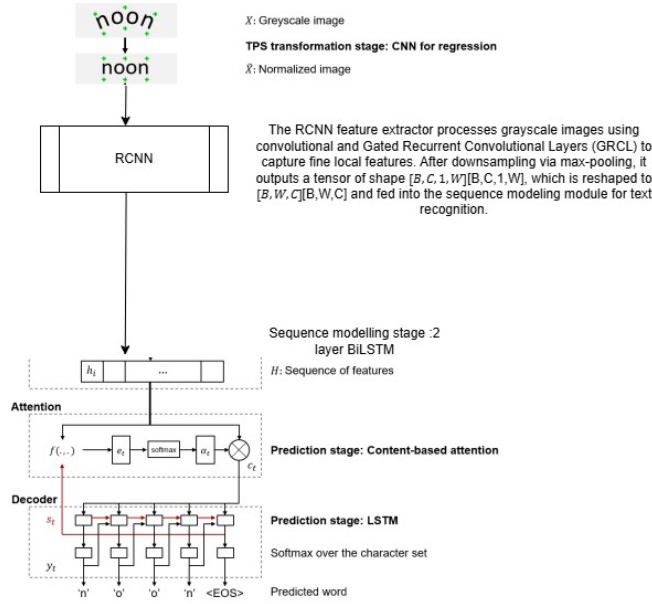 noon
X: Greyscale image
TPS transformation stage: CNN for regression
noon
X̃: Normalized image
RCNN
The RCNN feature extractor processes grayscale images using
convolutional and Gated Recurrent Convolutional Layers (GRCL) to
capture fine local features. After downsampling via max-pooling, it
outputs a tensor of shape [B,C,1,W][B,C,1,W], which is reshaped to
[B,W,C][B,W,C] and fed into the sequence modeling module for text
recognition.
Sequence modelling stage :2
layer BiLSTM
hᵢ ...
H: Sequence of features
Attention
f(.,.) eₜ softmax αₜ
Prediction stage: Content-based attention
cₜ
Decoder
sₜ
Prediction stage: LSTM
Softmax over the character set
yₜ
'n' 'o' 'o' 'n' <EOS>
Predicted word